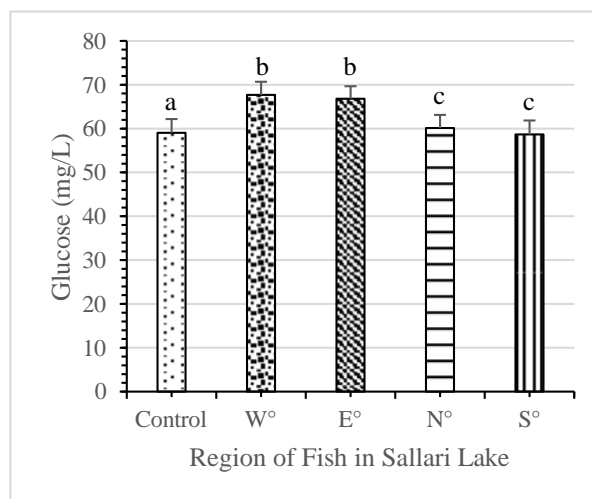 80
70
60
50
40
30
20
10
0
Glucose (mg/L)
a
b
b
c
c
Control
W°
E°
N°
S°
Region of Fish in Sallari Lake